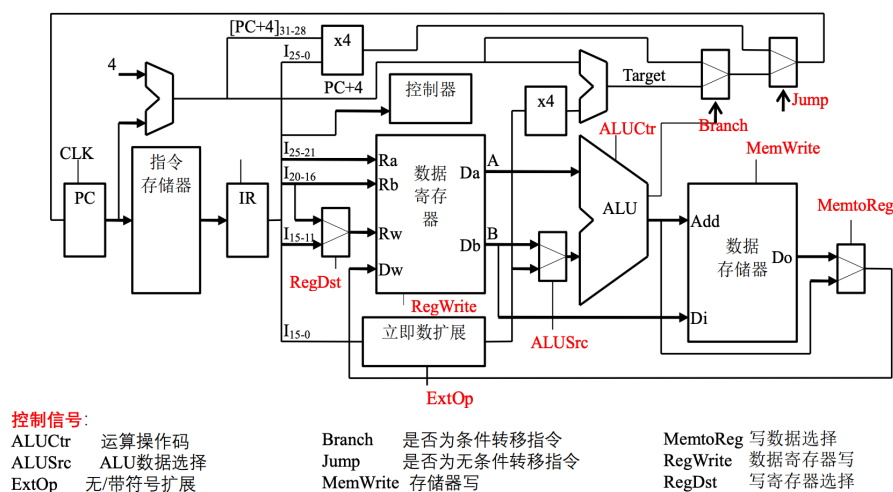 [PC+4]31-28
x4
I25-0
4
PC+4
Target
控制器
x4
Jump
Branch
ALUCtr
CLK
指令
存储器
I25-21
Ra
数据
寄存
器
Da
A
MemWrite
PC
IR
I20-16
Rb
ALU
MemtoReg
I15-11
Rw
Db
B
Add
数据
存储器
Do
RegDst
Dw
RegWrite
ALUSrc
Di
I15-0
立即数扩展
ExtOp
控制信号:
ALUCtr 运算操作码
ALUSrc ALU数据选择
ExtOp 无/带符号扩展
Branch 是否为条件转移指令
Jump 是否为无条件转移指令
MemWrite 存储器写
MemtoReg 写数据选择
RegWrite 数据寄存器写
RegDst 写寄存器选择